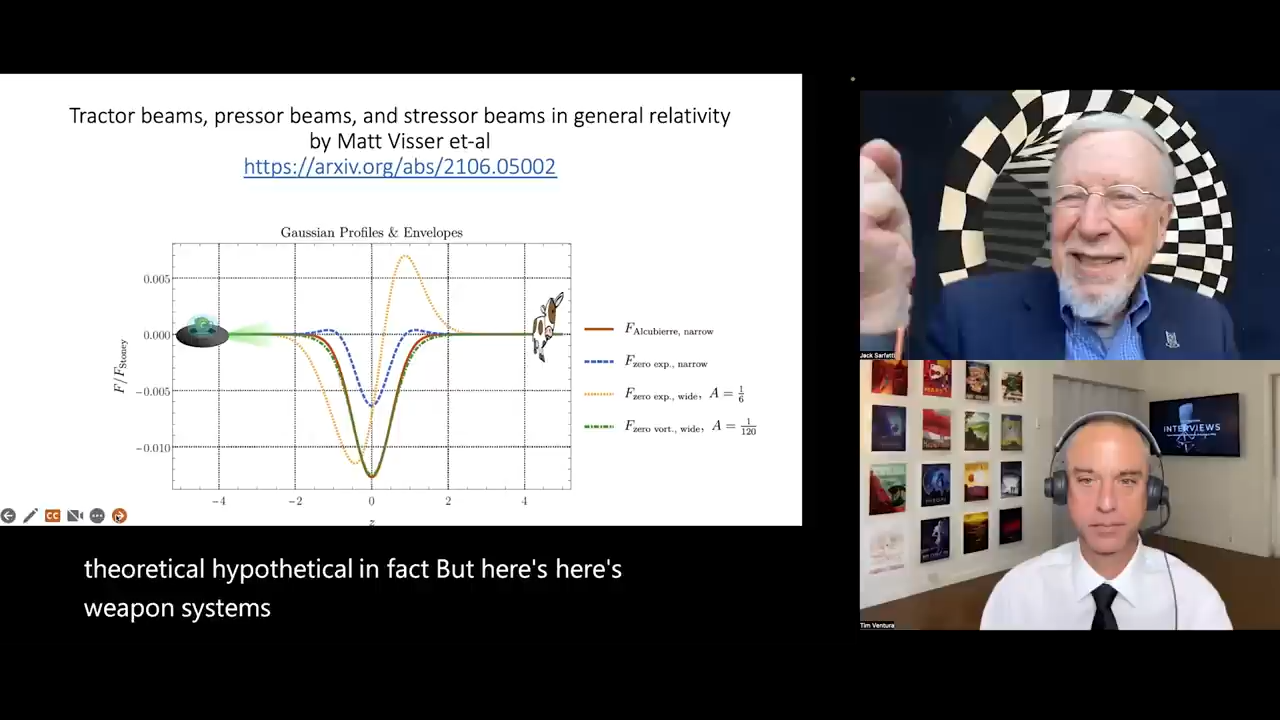 Tractor beams, pressor beams, and stressor beams in general relativity
by Matt Visser et-al
https://arxiv.org/abs/2106.05002
Gaussian Profiles & Envelopes
0.005
0.000
−0.005
−0.010
F/F_Stoney
−4
−2
0
2
4
z
F_Alcubierre, narrow
F_zero exp., narrow
F_zero exp., wide, A = 1/6
F_zero vort., wide, A = 1/120
CC
theoretical hypothetical in fact But here's here's
weapon systems
Jack Sarfatti
INTERVIEWS
Tim Ventura